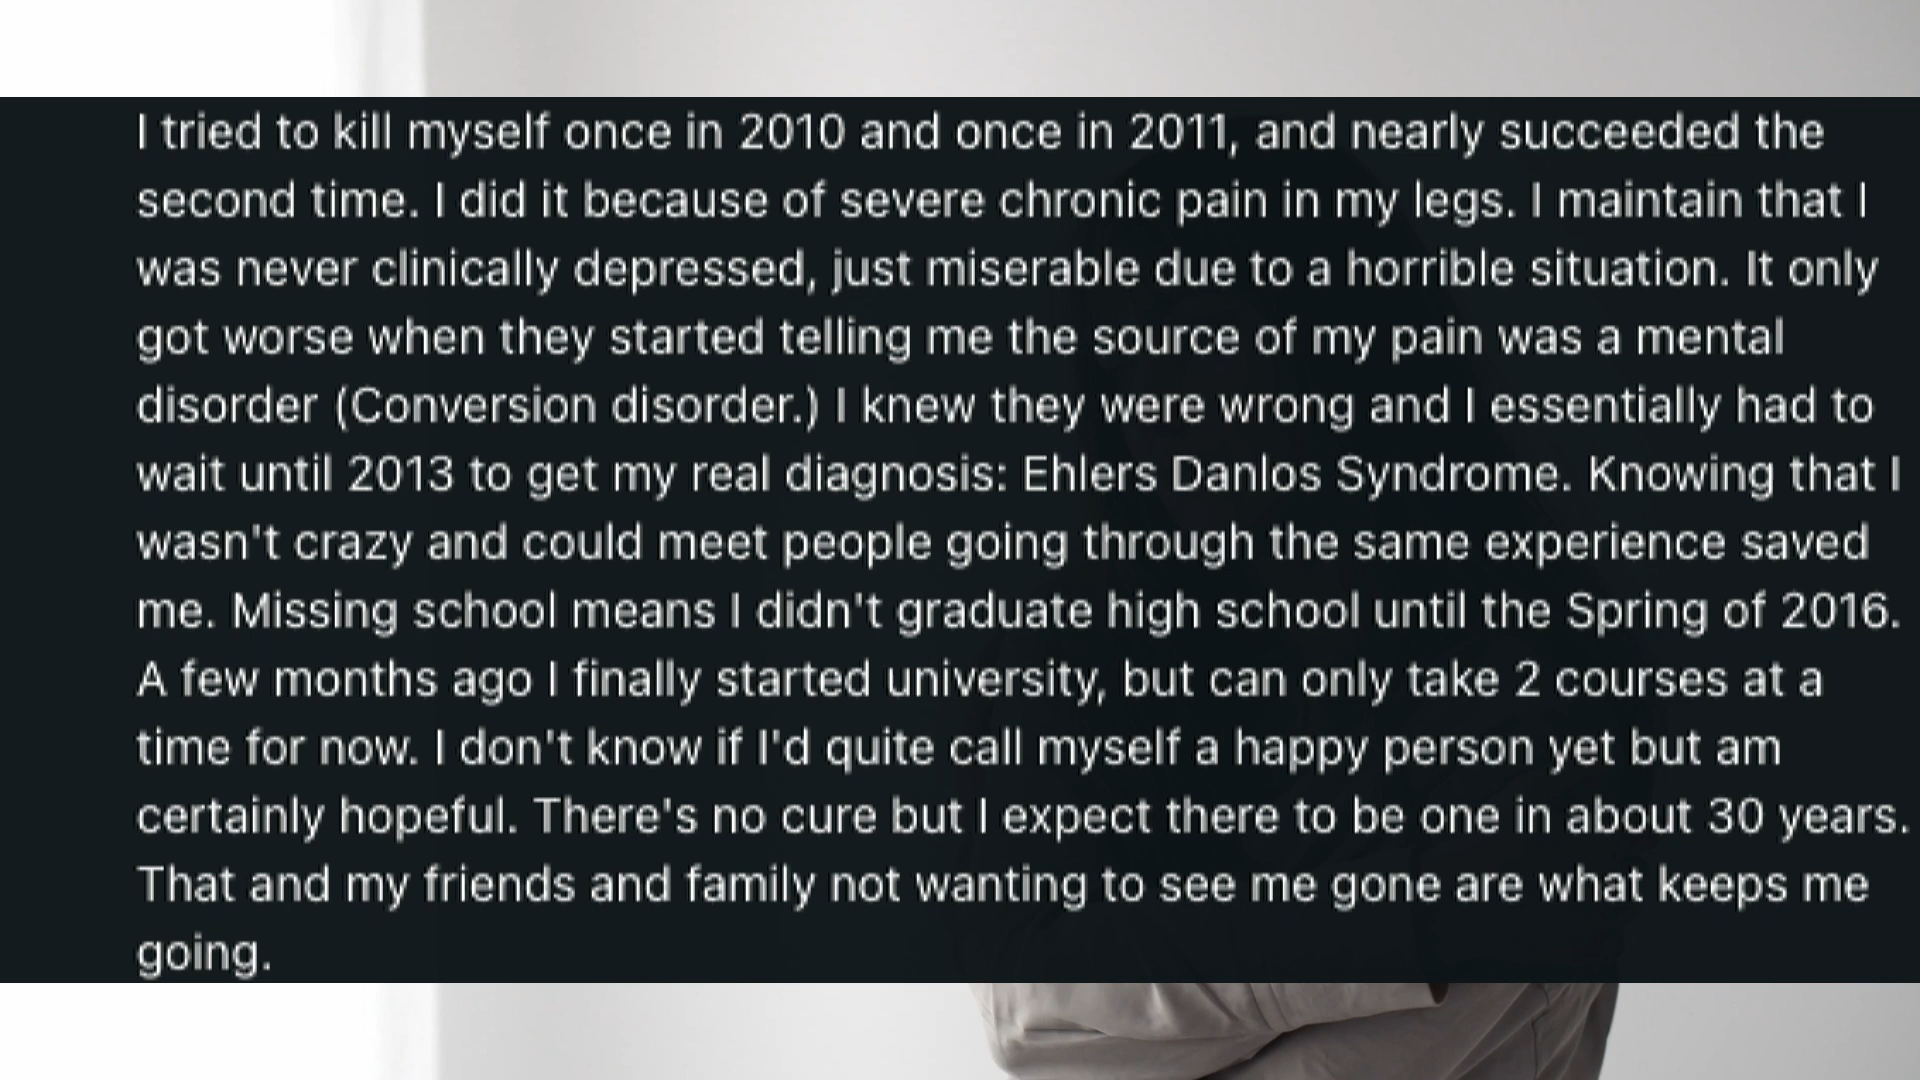 I tried to kill myself once in 2010 and once in 2011, and nearly succeeded the
second time. I did it because of severe chronic pain in my legs. I maintain that I
was never clinically depressed, just miserable due to a horrible situation. It only
got worse when they started telling me the source of my pain was a mental
disorder (Conversion disorder.) I knew they were wrong and I essentially had to
wait until 2013 to get my real diagnosis: Ehlers Danlos Syndrome. Knowing that I
wasn't crazy and could meet people going through the same experience saved
me. Missing school means I didn't graduate high school until the Spring of 2016.
A few months ago I finally started university, but can only take 2 courses at a
time for now. I don't know if I'd quite call myself a happy person yet but am
certainly hopeful. There's no cure but I expect there to be one in about 30 years.
That and my friends and family not wanting to see me gone are what keeps me
going.